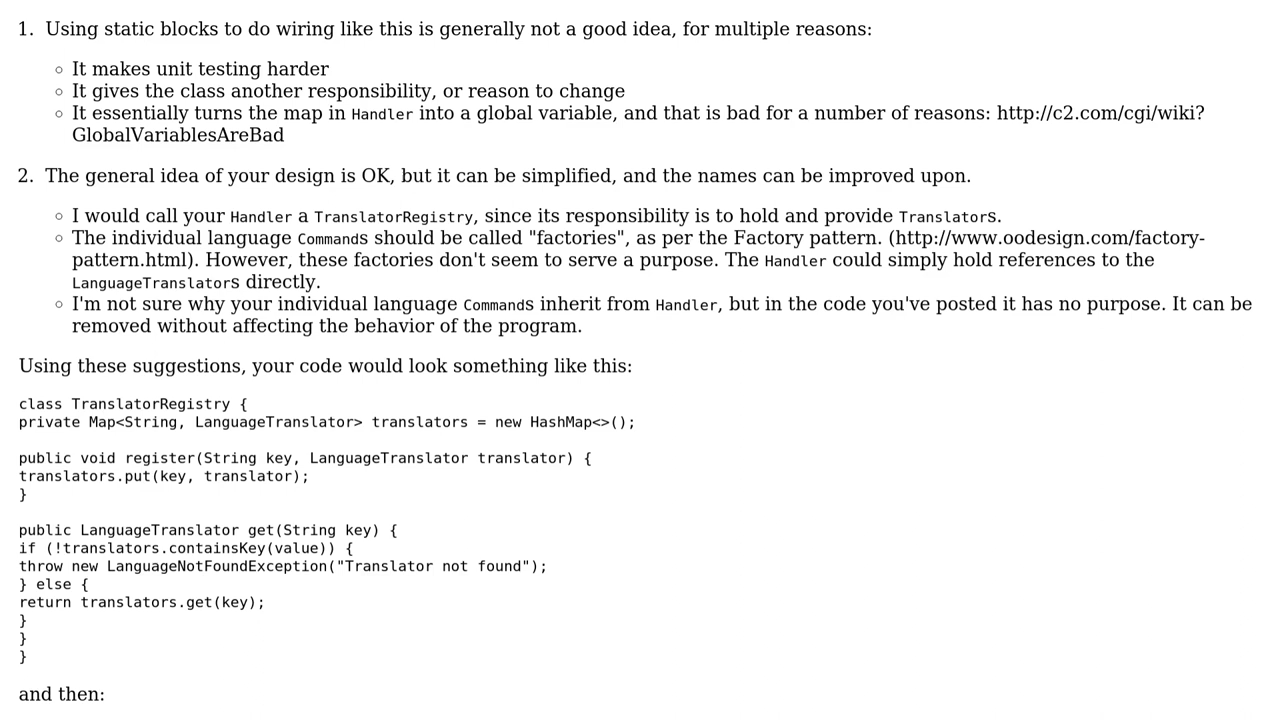 1. Using static blocks to do wiring like this is generally not a good idea, for multiple reasons:
◦ It makes unit testing harder
◦ It gives the class another responsibility, or reason to change
◦ It essentially turns the map in Handler into a global variable, and that is bad for a number of reasons: http://c2.com/cgi/wiki?
GlobalVariablesAreBad
2. The general idea of your design is OK, but it can be simplified, and the names can be improved upon.
◦ I would call your Handler a TranslatorRegistry, since its responsibility is to hold and provide Translators.
◦ The individual language Commands should be called "factories", as per the Factory pattern. (http://www.oodesign.com/factory-
pattern.html). However, these factories don't seem to serve a purpose. The Handler could simply hold references to the
LanguageTranslators directly.
◦ I'm not sure why your individual language Commands inherit from Handler, but in the code you've posted it has no purpose. It can be
removed without affecting the behavior of the program.
Using these suggestions, your code would look something like this:
class TranslatorRegistry {
private Map<String, LanguageTranslator> translators = new HashMap<>();
public void register(String key, LanguageTranslator translator) {
translators.put(key, translator);
}
public LanguageTranslator get(String key) {
if (!translators.containsKey(value)) {
throw new LanguageNotFoundException("Translator not found");
} else {
return translators.get(key);
}
}
}
and then: